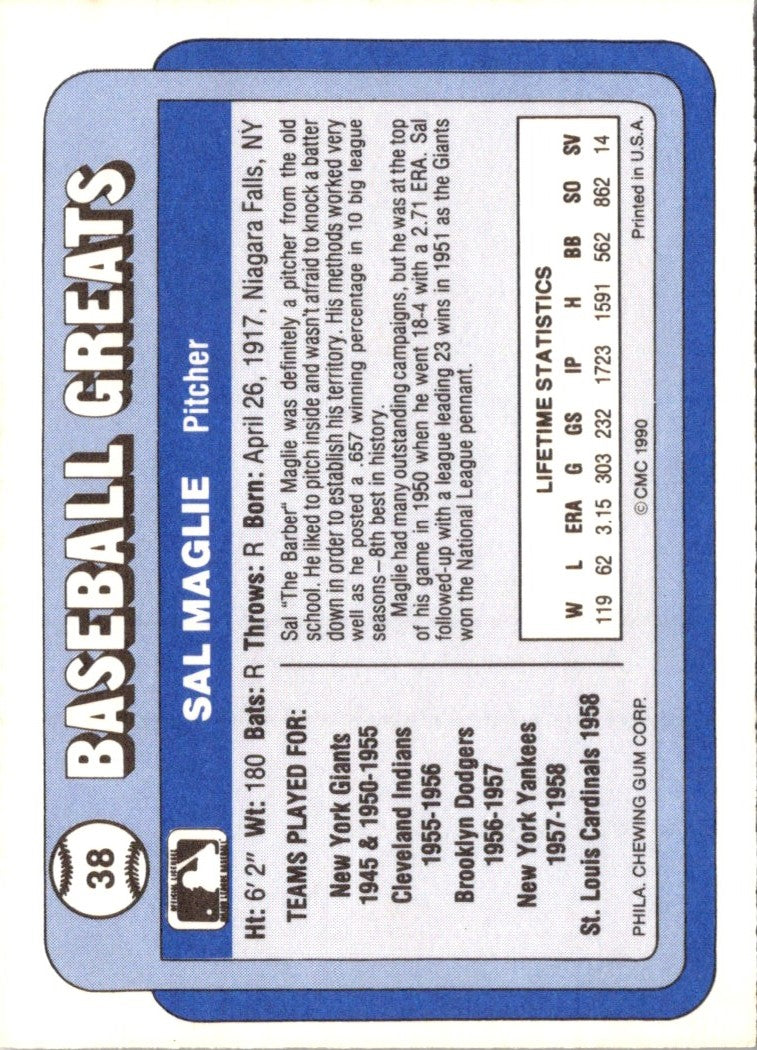 38
BASEBALL GREATS
SAL MAGLIE Pitcher
Ht: 6'2" Wt: 180 Bats: R Throws: R Born: April 26, 1917, Niagara Falls, NY
TEAMS PLAYED FOR:
New York Giants
1945 & 1950-1955
Cleveland Indians
1955-1956
Brooklyn Dodgers
1956-1957
New York Yankees
1957-1958
St. Louis Cardinals 1958
Sal "The Barber" Maglie was definitely a pitcher from the old
school. He liked to pitch inside and wasn't afraid to knock a batter
down in order to establish his territory. His methods worked very
well as he posted a .657 winning percentage in 10 big league
seasons–8th best in history.
Maglie had many outstanding campaigns, but he was at the top
of his game in 1950 when he went 18-4 with a 2.71 ERA. Sal
followed-up with a league leading 23 wins in 1951 as the Giants
won the National League pennant.
LIFETIME STATISTICS
W L ERA G GS IP H BB SO SV
119 62 3.15 303 232 1723 1591 562 862 14
PHILA. CHEWING GUM CORP. © CMC 1990 Printed in U.S.A.